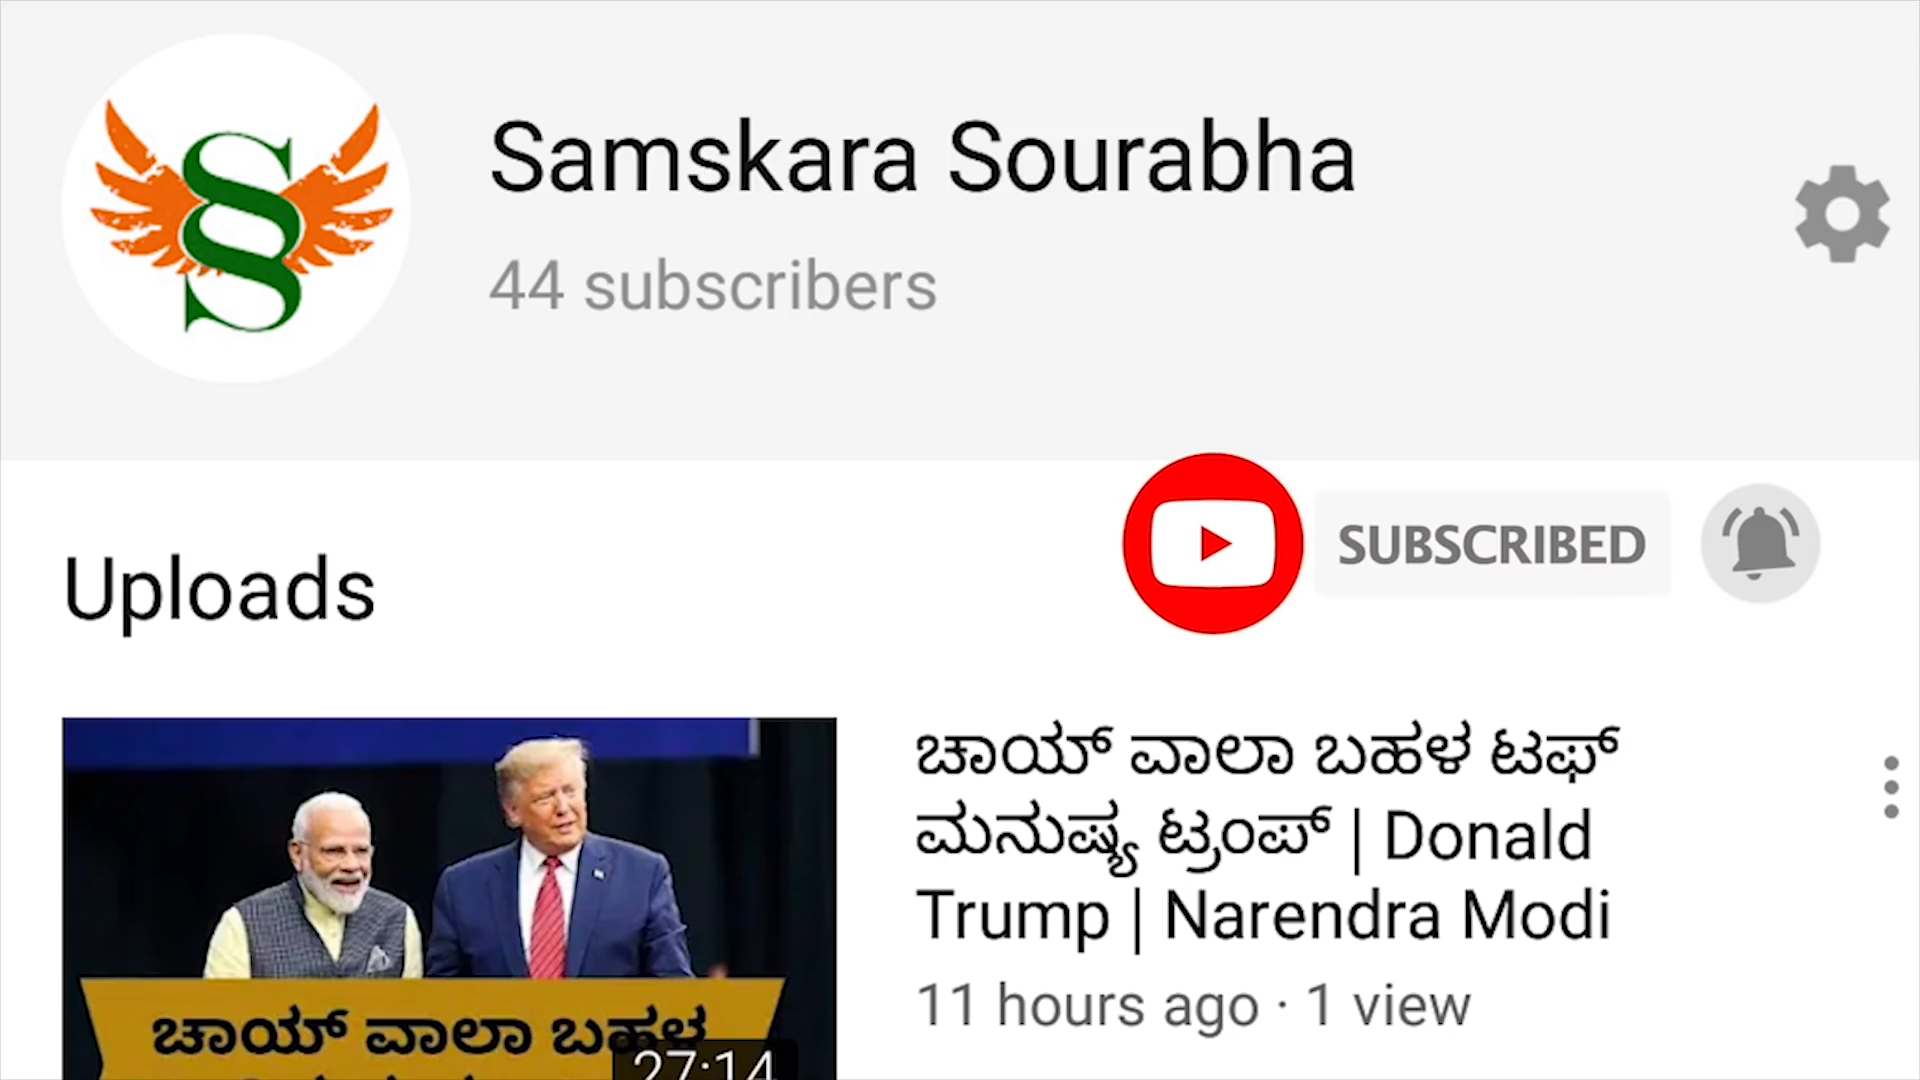 Samskara Sourabha
44 subscribers
SUBSCRIBED
Uploads
ಚಾಯ್ ವಾಲಾ ಬಹಳ ಟಫ್
ಮನುಷ್ಯ ಟ್ರಂಪ್ | Donald
Trump | Narendra Modi
11 hours ago · 1 view
ಚಾಯ್ ವಾಲಾ ಬಹಳ
27:14